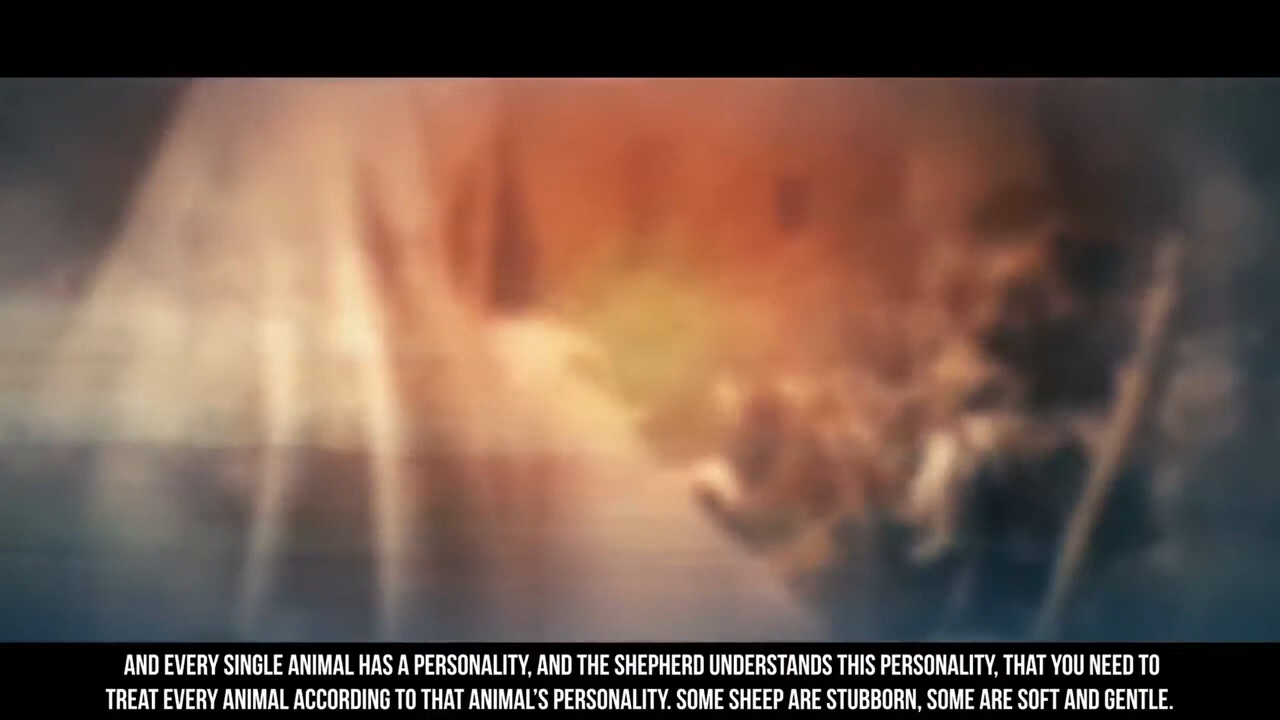 AND EVERY SINGLE ANIMAL HAS A PERSONALITY, AND THE SHEPHERD UNDERSTANDS THIS PERSONALITY, THAT YOU NEED TO
TREAT EVERY ANIMAL ACCORDING TO THAT ANIMAL’S PERSONALITY. SOME SHEEP ARE STUBBORN, SOME ARE SOFT AND GENTLE.